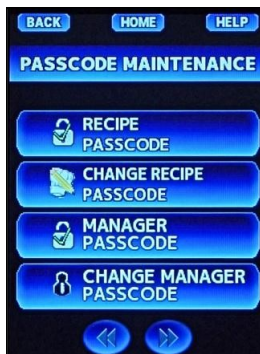 BACK HOME HELP
PASSCODE MAINTENANCE
RECIPE
PASSCODE
CHANGE RECIPE
PASSCODE
MANAGER
PASSCODE
CHANGE MANAGER
PASSCODE